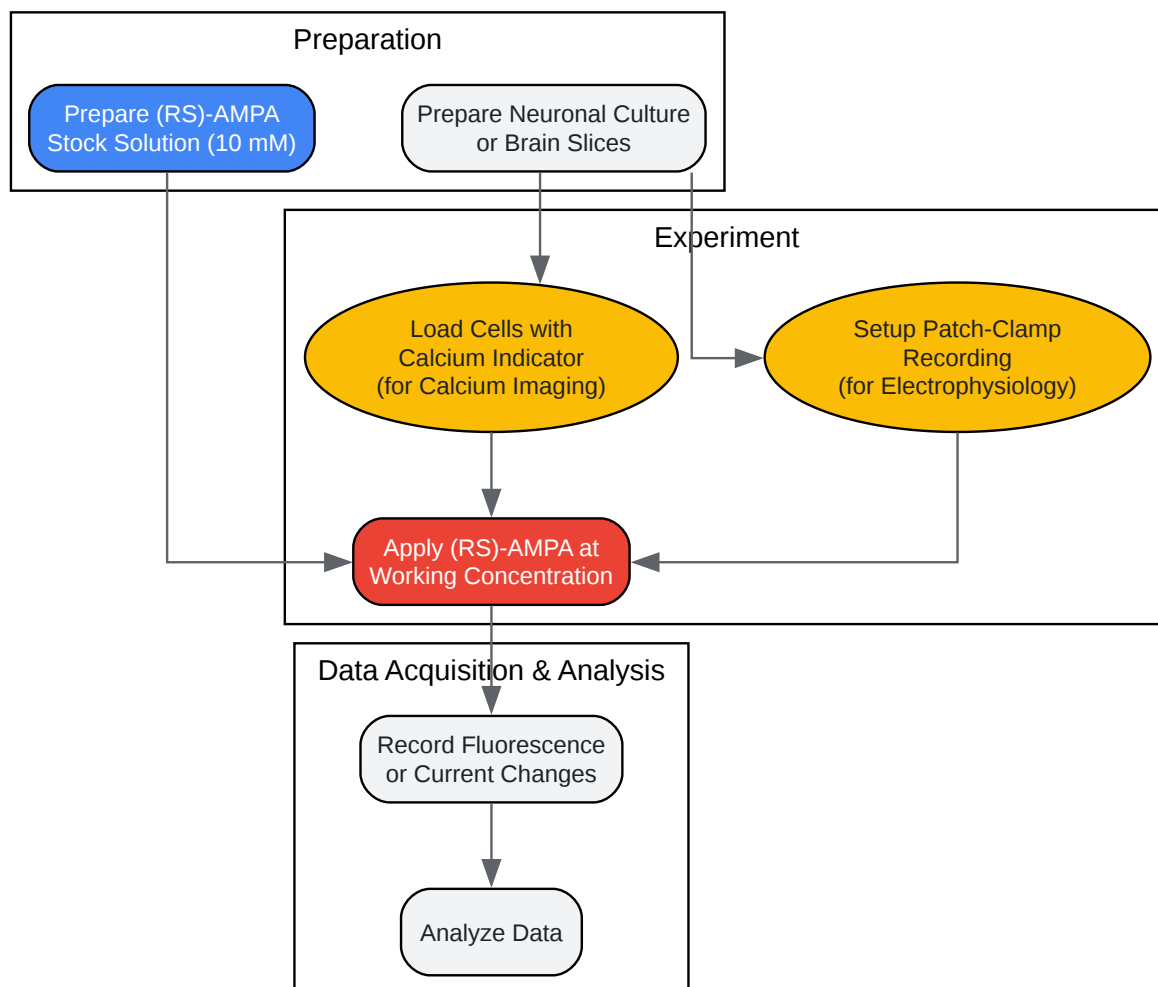 Preparation
Prepare (RS)-AMPA
Stock Solution (10 mM)
Prepare Neuronal Culture
or Brain Slices
Experiment
Load Cells with
Calcium Indicator
(for Calcium Imaging)
Setup Patch-Clamp
Recording
(for Electrophysiology)
Apply (RS)-AMPA at
Working Concentration
Data Acquisition & Analysis
Record Fluorescence
or Current Changes
Analyze Data